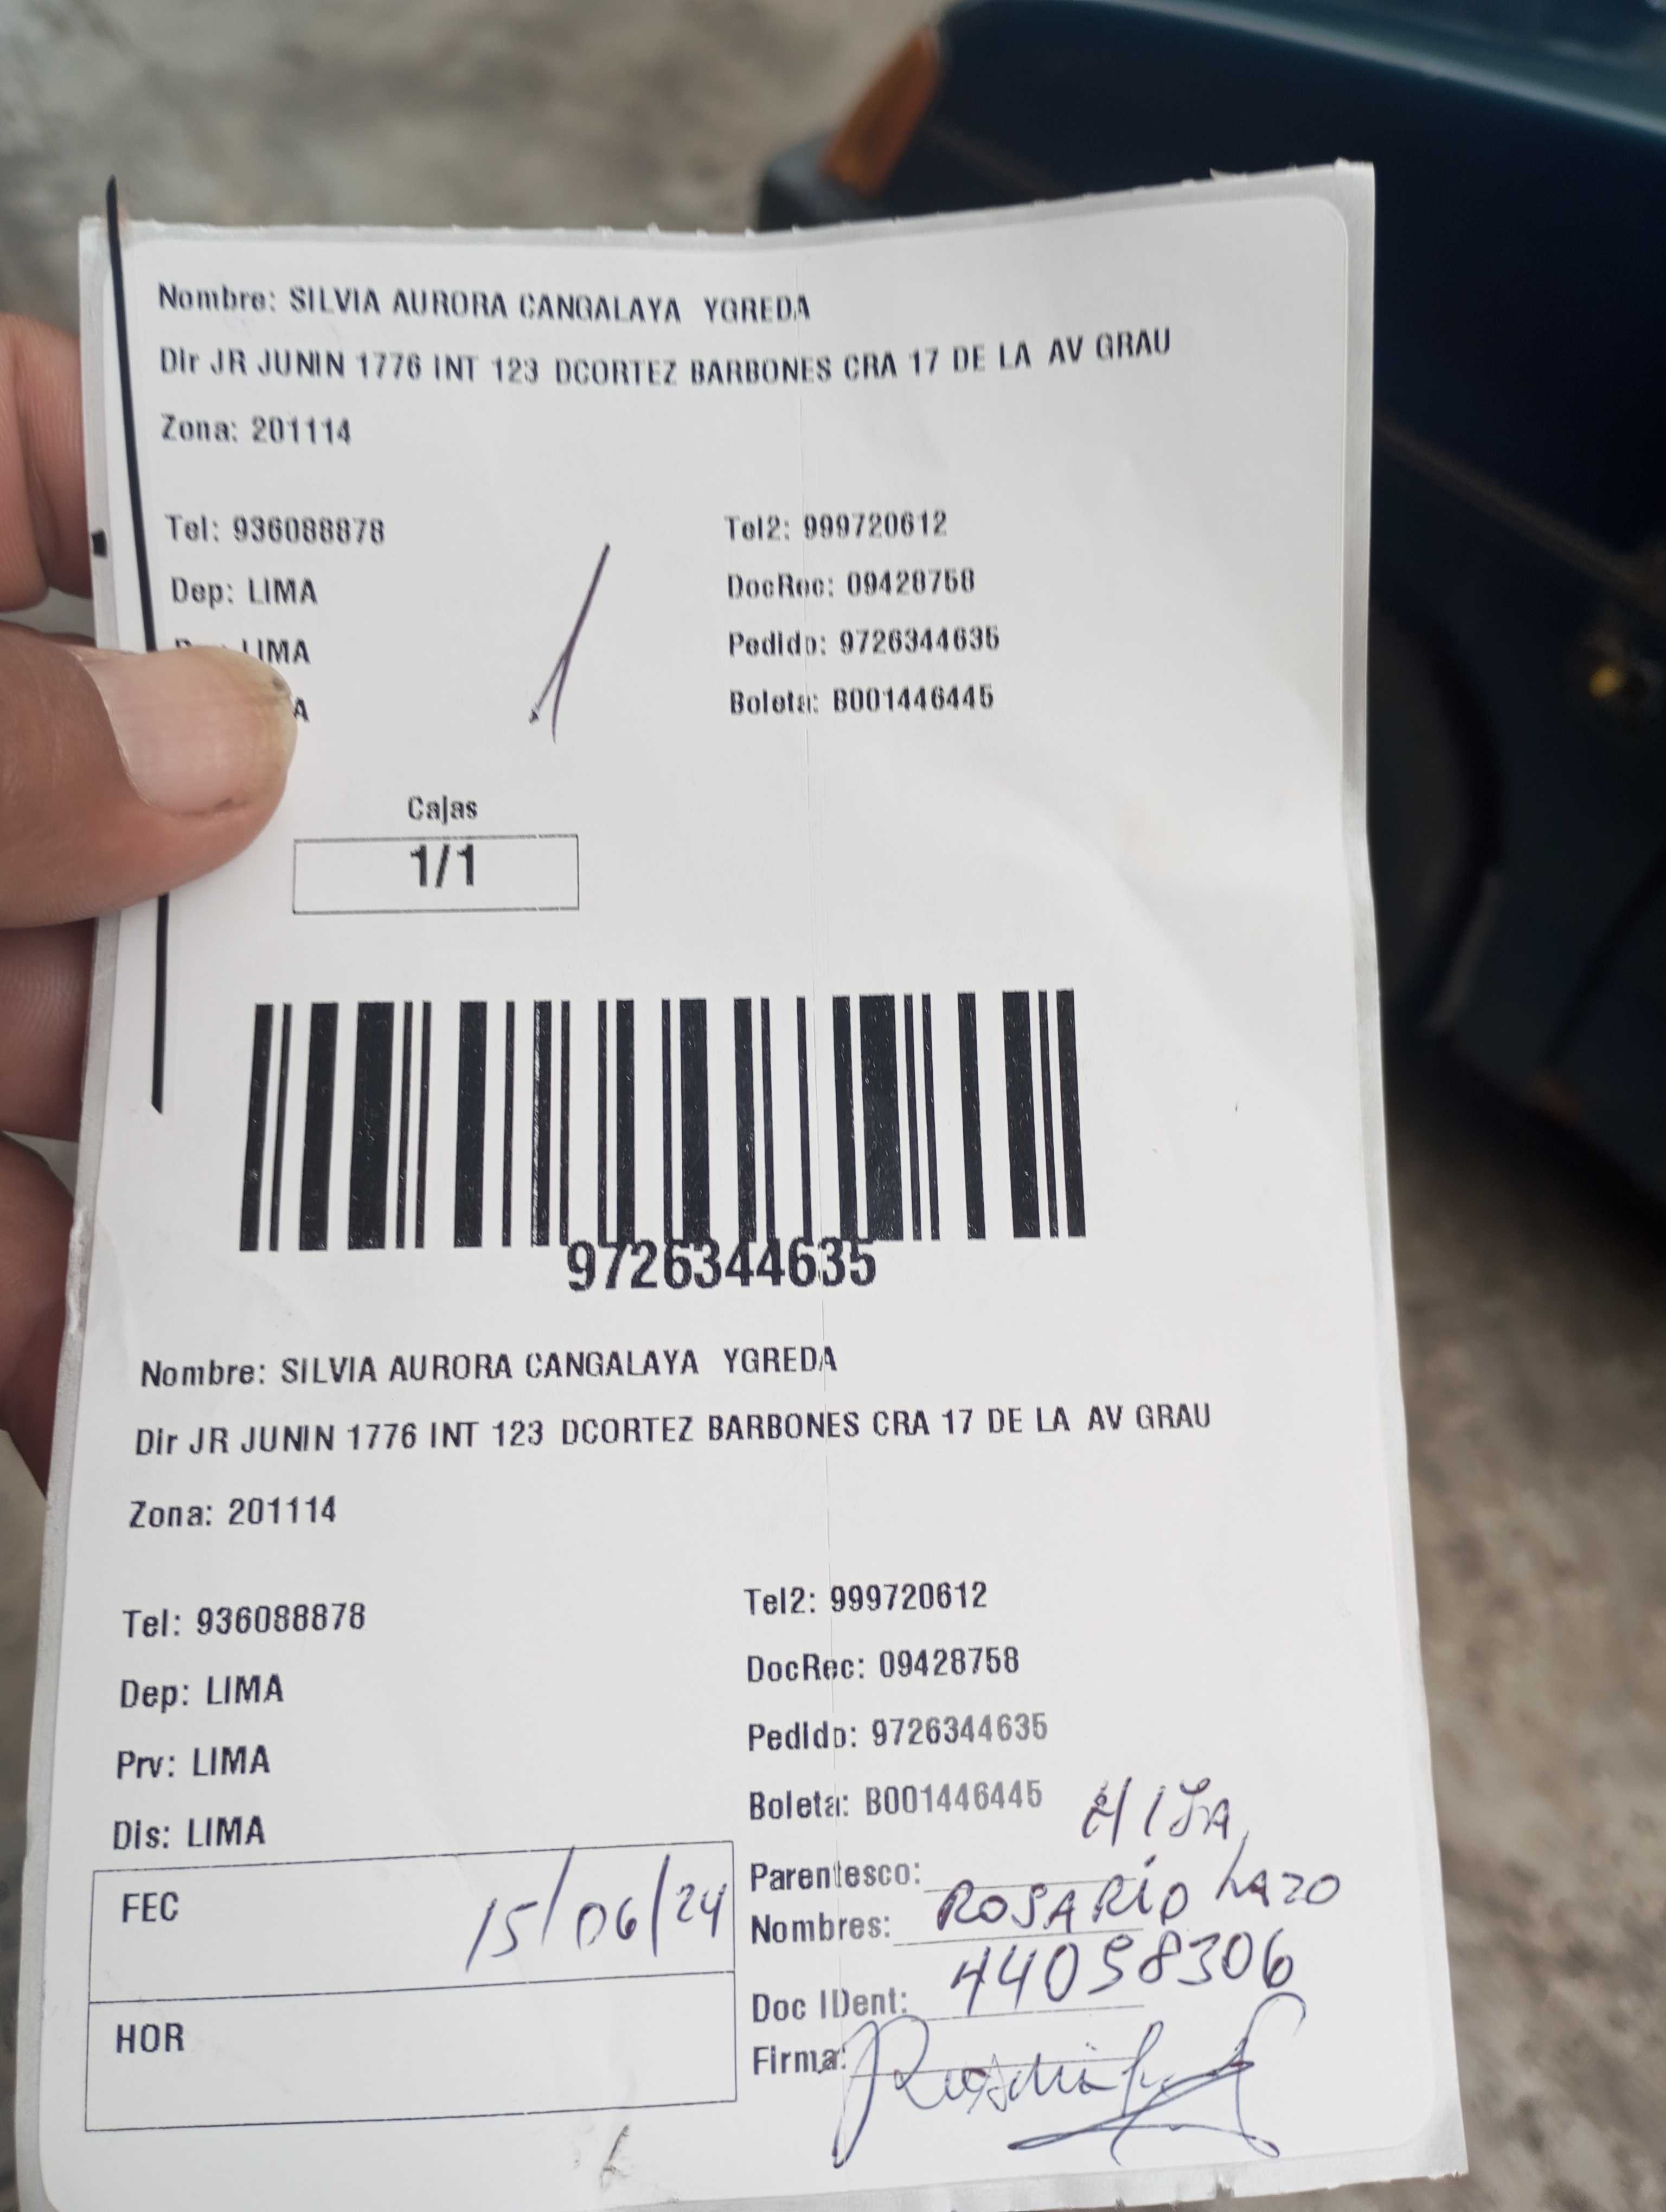 Nombre: SILVIA AURORA CANGALAYA YGREDA
Dir JR JUNIN 1776 INT 123 DCORTEZ BARBONES CRA 17 DE LA AV GRAU
Zona: 201114
Tel: 936088878 Tel2: 999720612
Dep: LIMA DocRec: 09428758
LIMA Pedido: 9726344635
Boleta: B001446445
Cajas
1/1
9726344635
Nombre: SILVIA AURORA CANGALAYA YGREDA
Dir JR JUNIN 1776 INT 123 DCORTEZ BARBONES CRA 17 DE LA AV GRAU
Zona: 201114
Tel: 936088878 Tel2: 999720612
Dep: LIMA DocRec: 09428758
Prv: LIMA Pedido: 9726344635
Dis: LIMA Boleta: B001446445
FEC 15/06/24
HOR
Parentesco: HIJA
Nombres: ROSARIO LAZO
Doc IDent: 44058306
Firma: